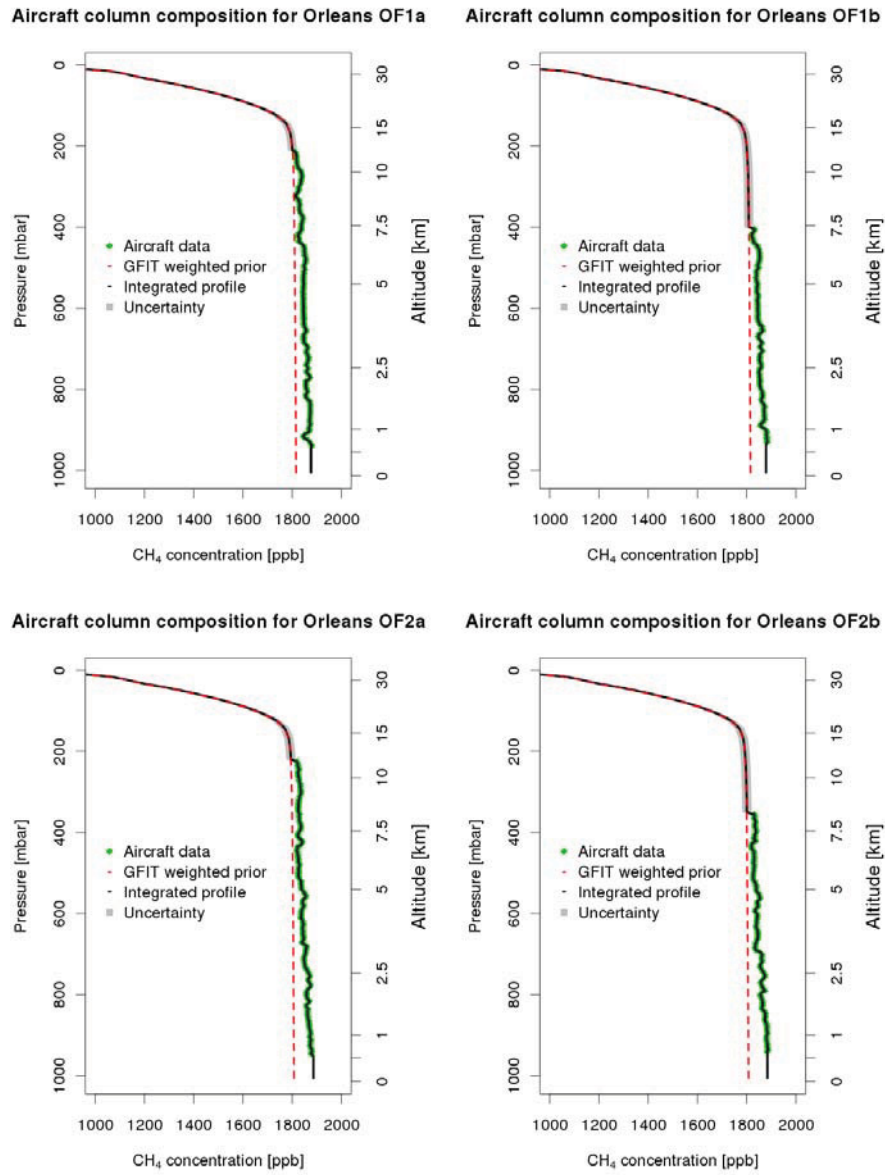 Aircraft column composition for Orleans OF1a
Pressure [mbar]
0
200
400
600
800
1000
30
15
10
7.5
5
2.5
1
0
Altitude [km]
Aircraft data
GFIT weighted prior
Integrated profile
Uncertainty
1000 1200 1400 1600 1800 2000
CH₄ concentration [ppb]
Aircraft column composition for Orleans OF1b
Pressure [mbar]
0
200
400
600
800
1000
30
15
10
7.5
5
2.5
1
0
Altitude [km]
Aircraft data
GFIT weighted prior
Integrated profile
Uncertainty
1000 1200 1400 1600 1800 2000
CH₄ concentration [ppb]
Aircraft column composition for Orleans OF2a
Pressure [mbar]
0
200
400
600
800
1000
30
15
10
7.5
5
2.5
1
0
Altitude [km]
Aircraft data
GFIT weighted prior
Integrated profile
Uncertainty
1000 1200 1400 1600 1800 2000
CH₄ concentration [ppb]
Aircraft column composition for Orleans OF2b
Pressure [mbar]
0
200
400
600
800
1000
30
15
10
7.5
5
2.5
1
0
Altitude [km]
Aircraft data
GFIT weighted prior
Integrated profile
Uncertainty
1000 1200 1400 1600 1800 2000
CH₄ concentration [ppb]